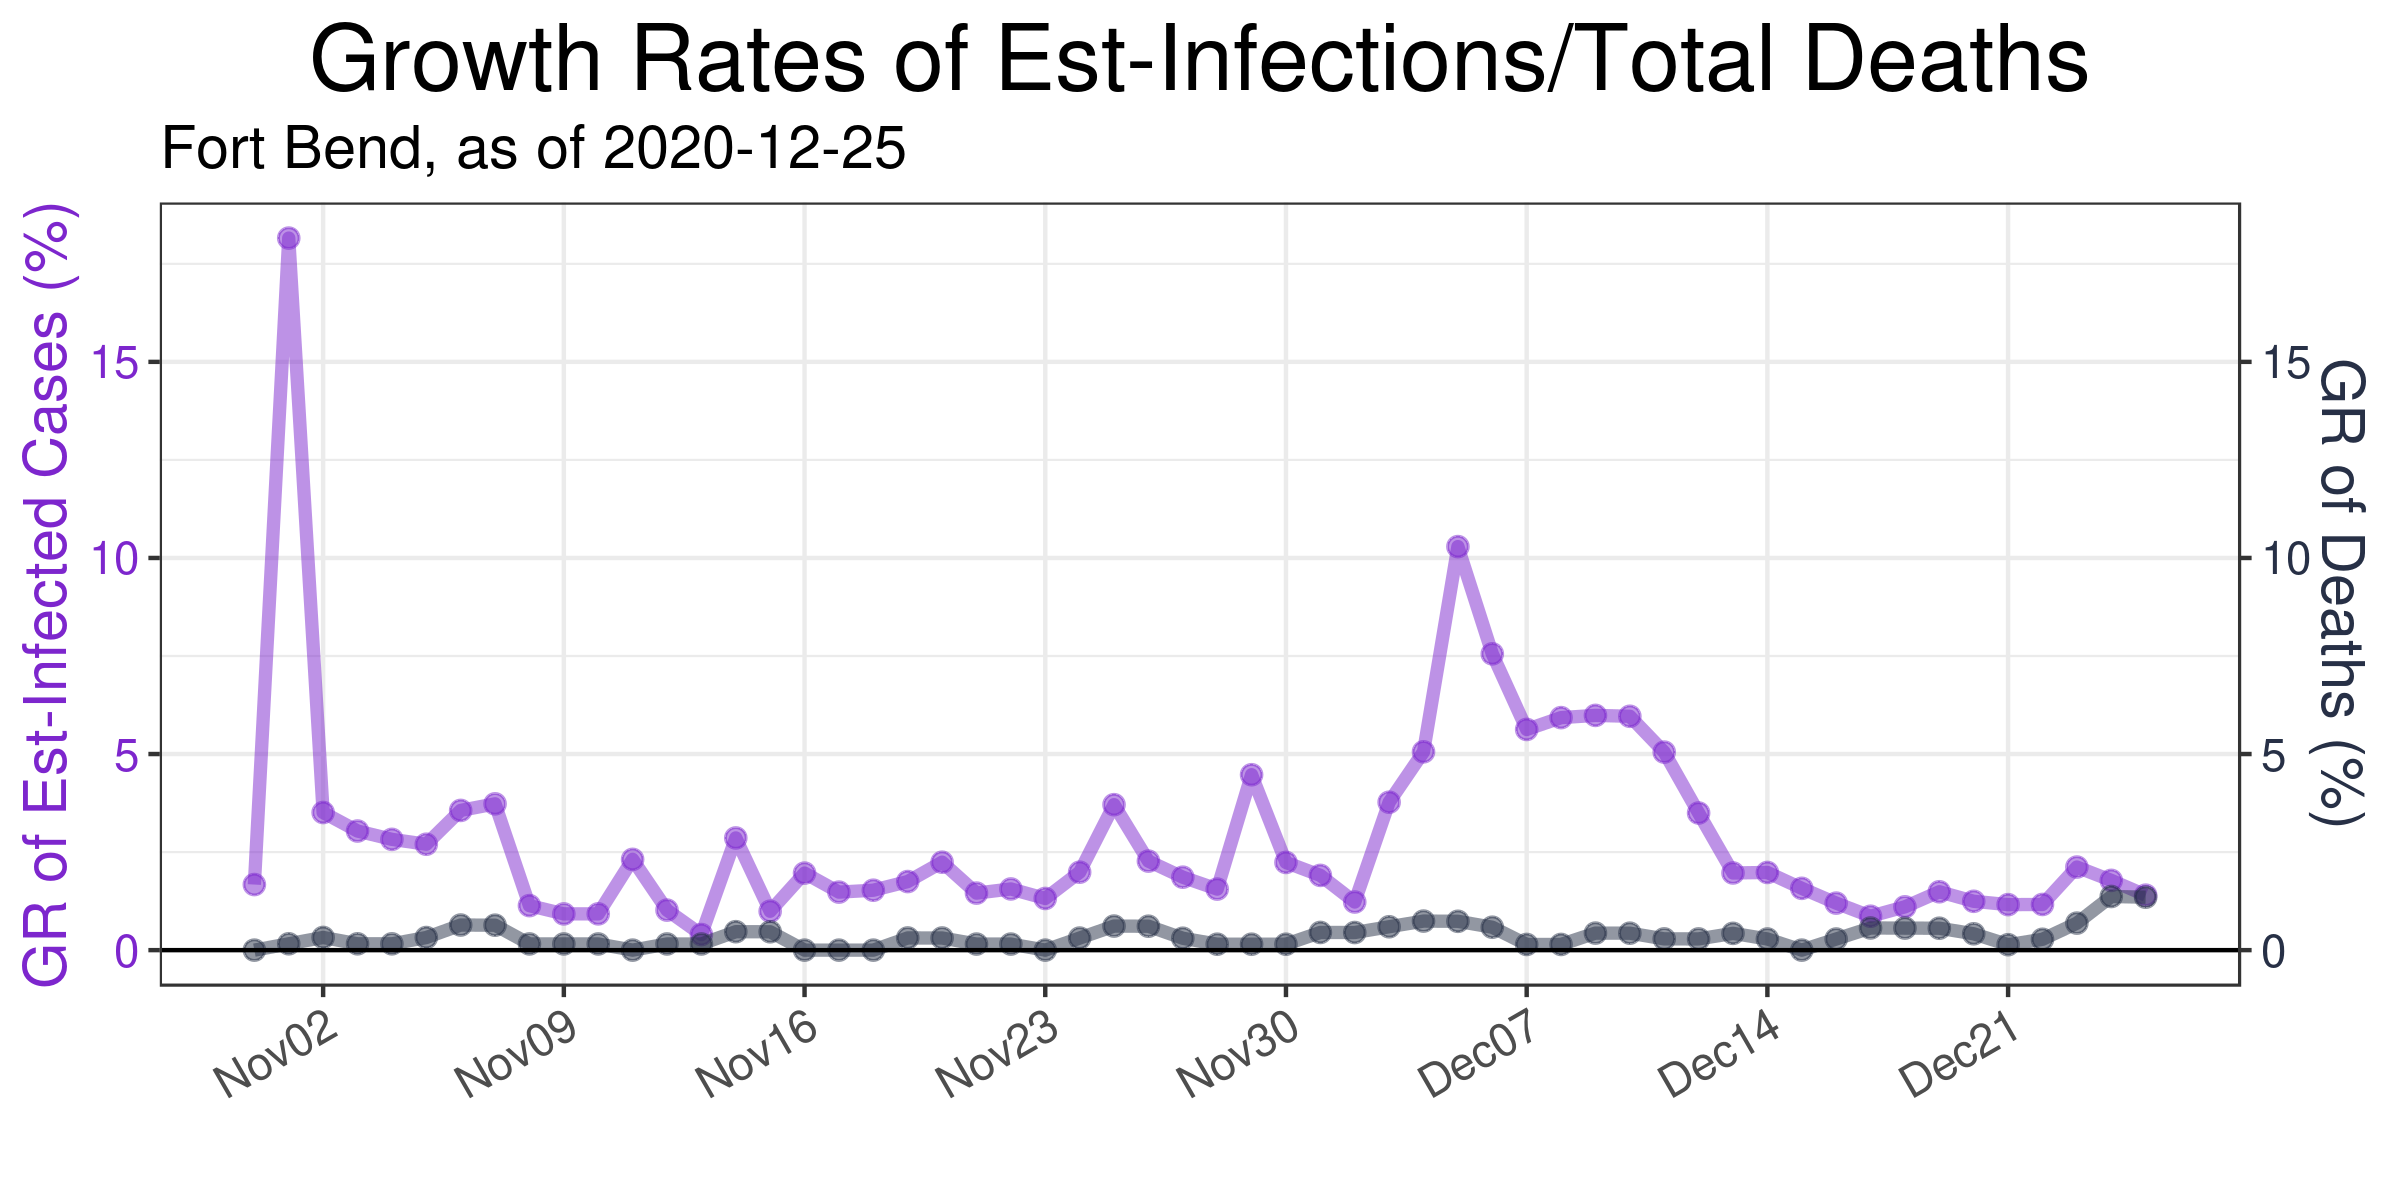 Growth Rates of Est-Infections/Total Deaths
Fort Bend, as of 2020-12-25
GR of Est-Infected Cases (%)
15
10
5
0
15
10
5
0
GR of Deaths (%)
Nov02
Nov09
Nov16
Nov23
Nov30
Dec07
Dec14
Dec21